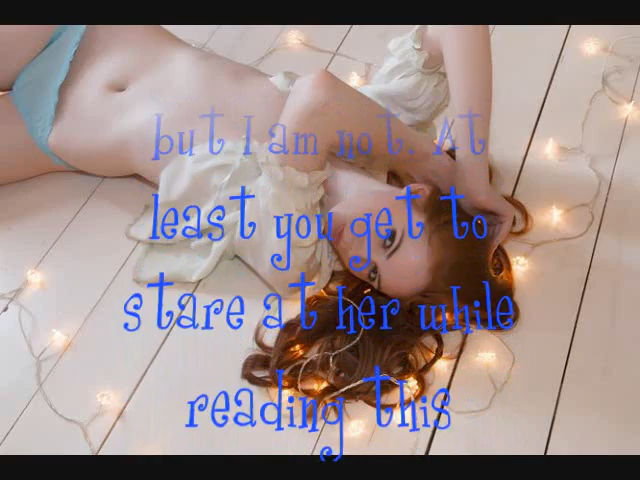 but I am not. At
least you get to
stare at her while
reading this